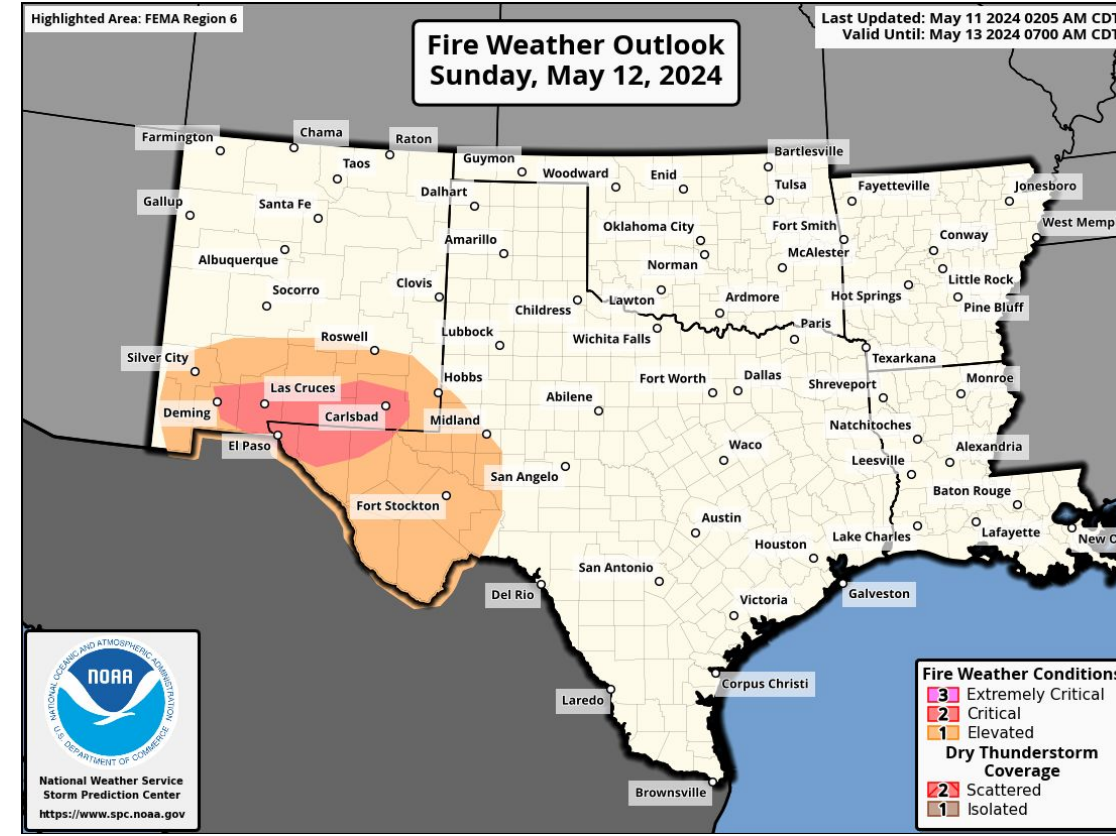 Highlighted Area: FEMA Region 6
Last Updated: May 11 2024 0205 AM CDT
Valid Until: May 13 2024 0700 AM CDT
Fire Weather Outlook
Sunday, May 12, 2024
Farmington
Chama
Raton
Taos
Guymon
Woodward
Enid
Bartlesville
Tulsa
Fayetteville
Jonesboro
Gallup
Santa Fe
Dalhart
Oklahoma City
Fort Smith
West Memp
Albuquerque
Amarillo
Norman
McAlester
Conway
Socorro
Clovis
Childress
Lawton
Ardmore
Hot Springs
Little Rock
Pine Bluff
Roswell
Lubbock
Wichita Falls
Paris
Silver City
Texarkana
Las Cruces
Hobbs
Fort Worth
Dallas
Shreveport
Monroe
Deming
Carlsbad
Midland
Abilene
Natchitoches
El Paso
Waco
Alexandria
San Angelo
Leesville
Fort Stockton
Baton Rouge
Austin
Houston
Lake Charles
Lafayette
New O
San Antonio
Del Rio
Victoria
Galveston
Laredo
Corpus Christi
Brownsville
NATIONAL OCEANIC AND ATMOSPHERIC ADMINISTRATION
NOAA
U.S. DEPARTMENT OF COMMERCE
National Weather Service
Storm Prediction Center
https://www.spc.noaa.gov
Fire Weather Conditions
3 Extremely Critical
2 Critical
1 Elevated
Dry Thunderstorm
Coverage
2 Scattered
1 Isolated